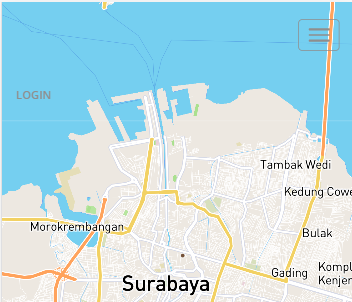 LOGIN
Tambak Wedi
Kedung Cowe
Morokrembangan
Bulak
Kompl
Kenjer
Gading
Surabaya